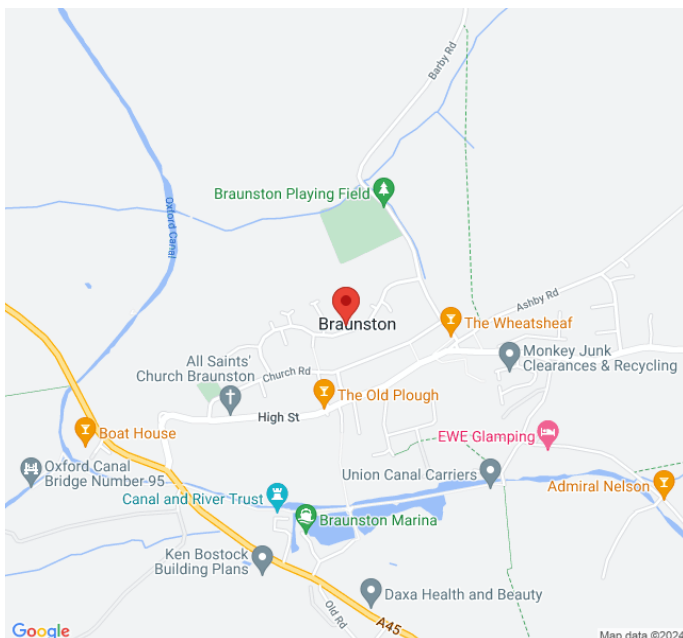 Barby Rd
Braunston Playing Field
Oxford Canal
Ashby Rd
Braunston
The Wheatsheaf
All Saints'
Church Braunston
Church Rd
Monkey Junk
Clearances & Recycling
The Old Plough
High St
Boat House
EWE Glamping
Oxford Canal
Bridge Number 95
Union Canal Carriers
Admiral Nelson
Canal and River Trust
Braunston Marina
Ken Bostock
Building Plans
Daxa Health and Beauty
Old Rd
A45
Google
Map data ©2024